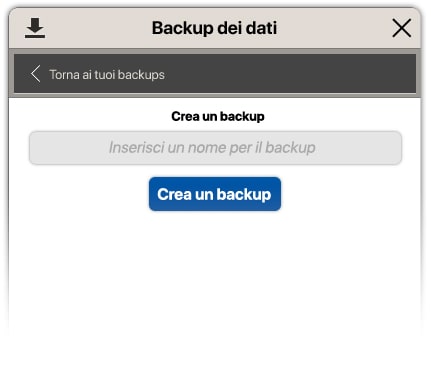 Backup dei dati
Torna ai tuoi backups
Crea un backup
Inserisci un nome per il backup
Crea un backup